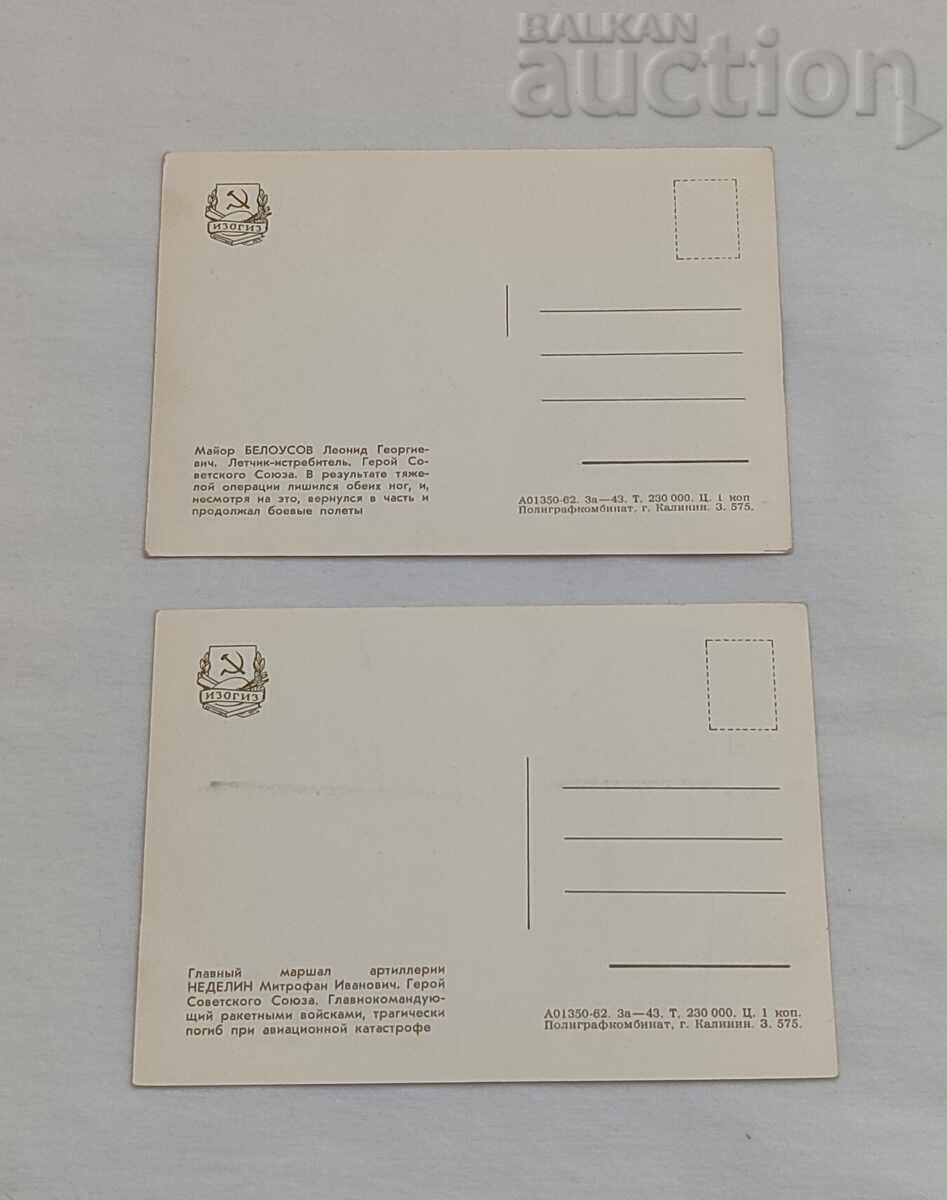 BALKAN
auction
ИЗОГИЗ
Майор БЕЛОУСОВ Леонид Георгие-
вич. Летчик-истребитель. Герой Со-
ветского Союза. В результате тяже-
лой операции лишился обеих ног, и,
несмотря на это, вернулся в часть и
продолжал боевые полеты
А01350-62. За—43. Т. 230 000. Ц. 1 коп
Полиграфкомбинат, г. Калинин. З. 575.
ИЗОГИЗ
Главный маршал артиллерии
НЕДЕЛИН Митрофан Иванович. Герой
Советского Союза. Главнокомандую-
щий ракетными войсками, трагически
погиб при авиационной катастрофе
А01350-62. За—43. Т. 230 000. Ц. 1 коп.
Полиграфкомбинат, г. Калинин. З. 575.